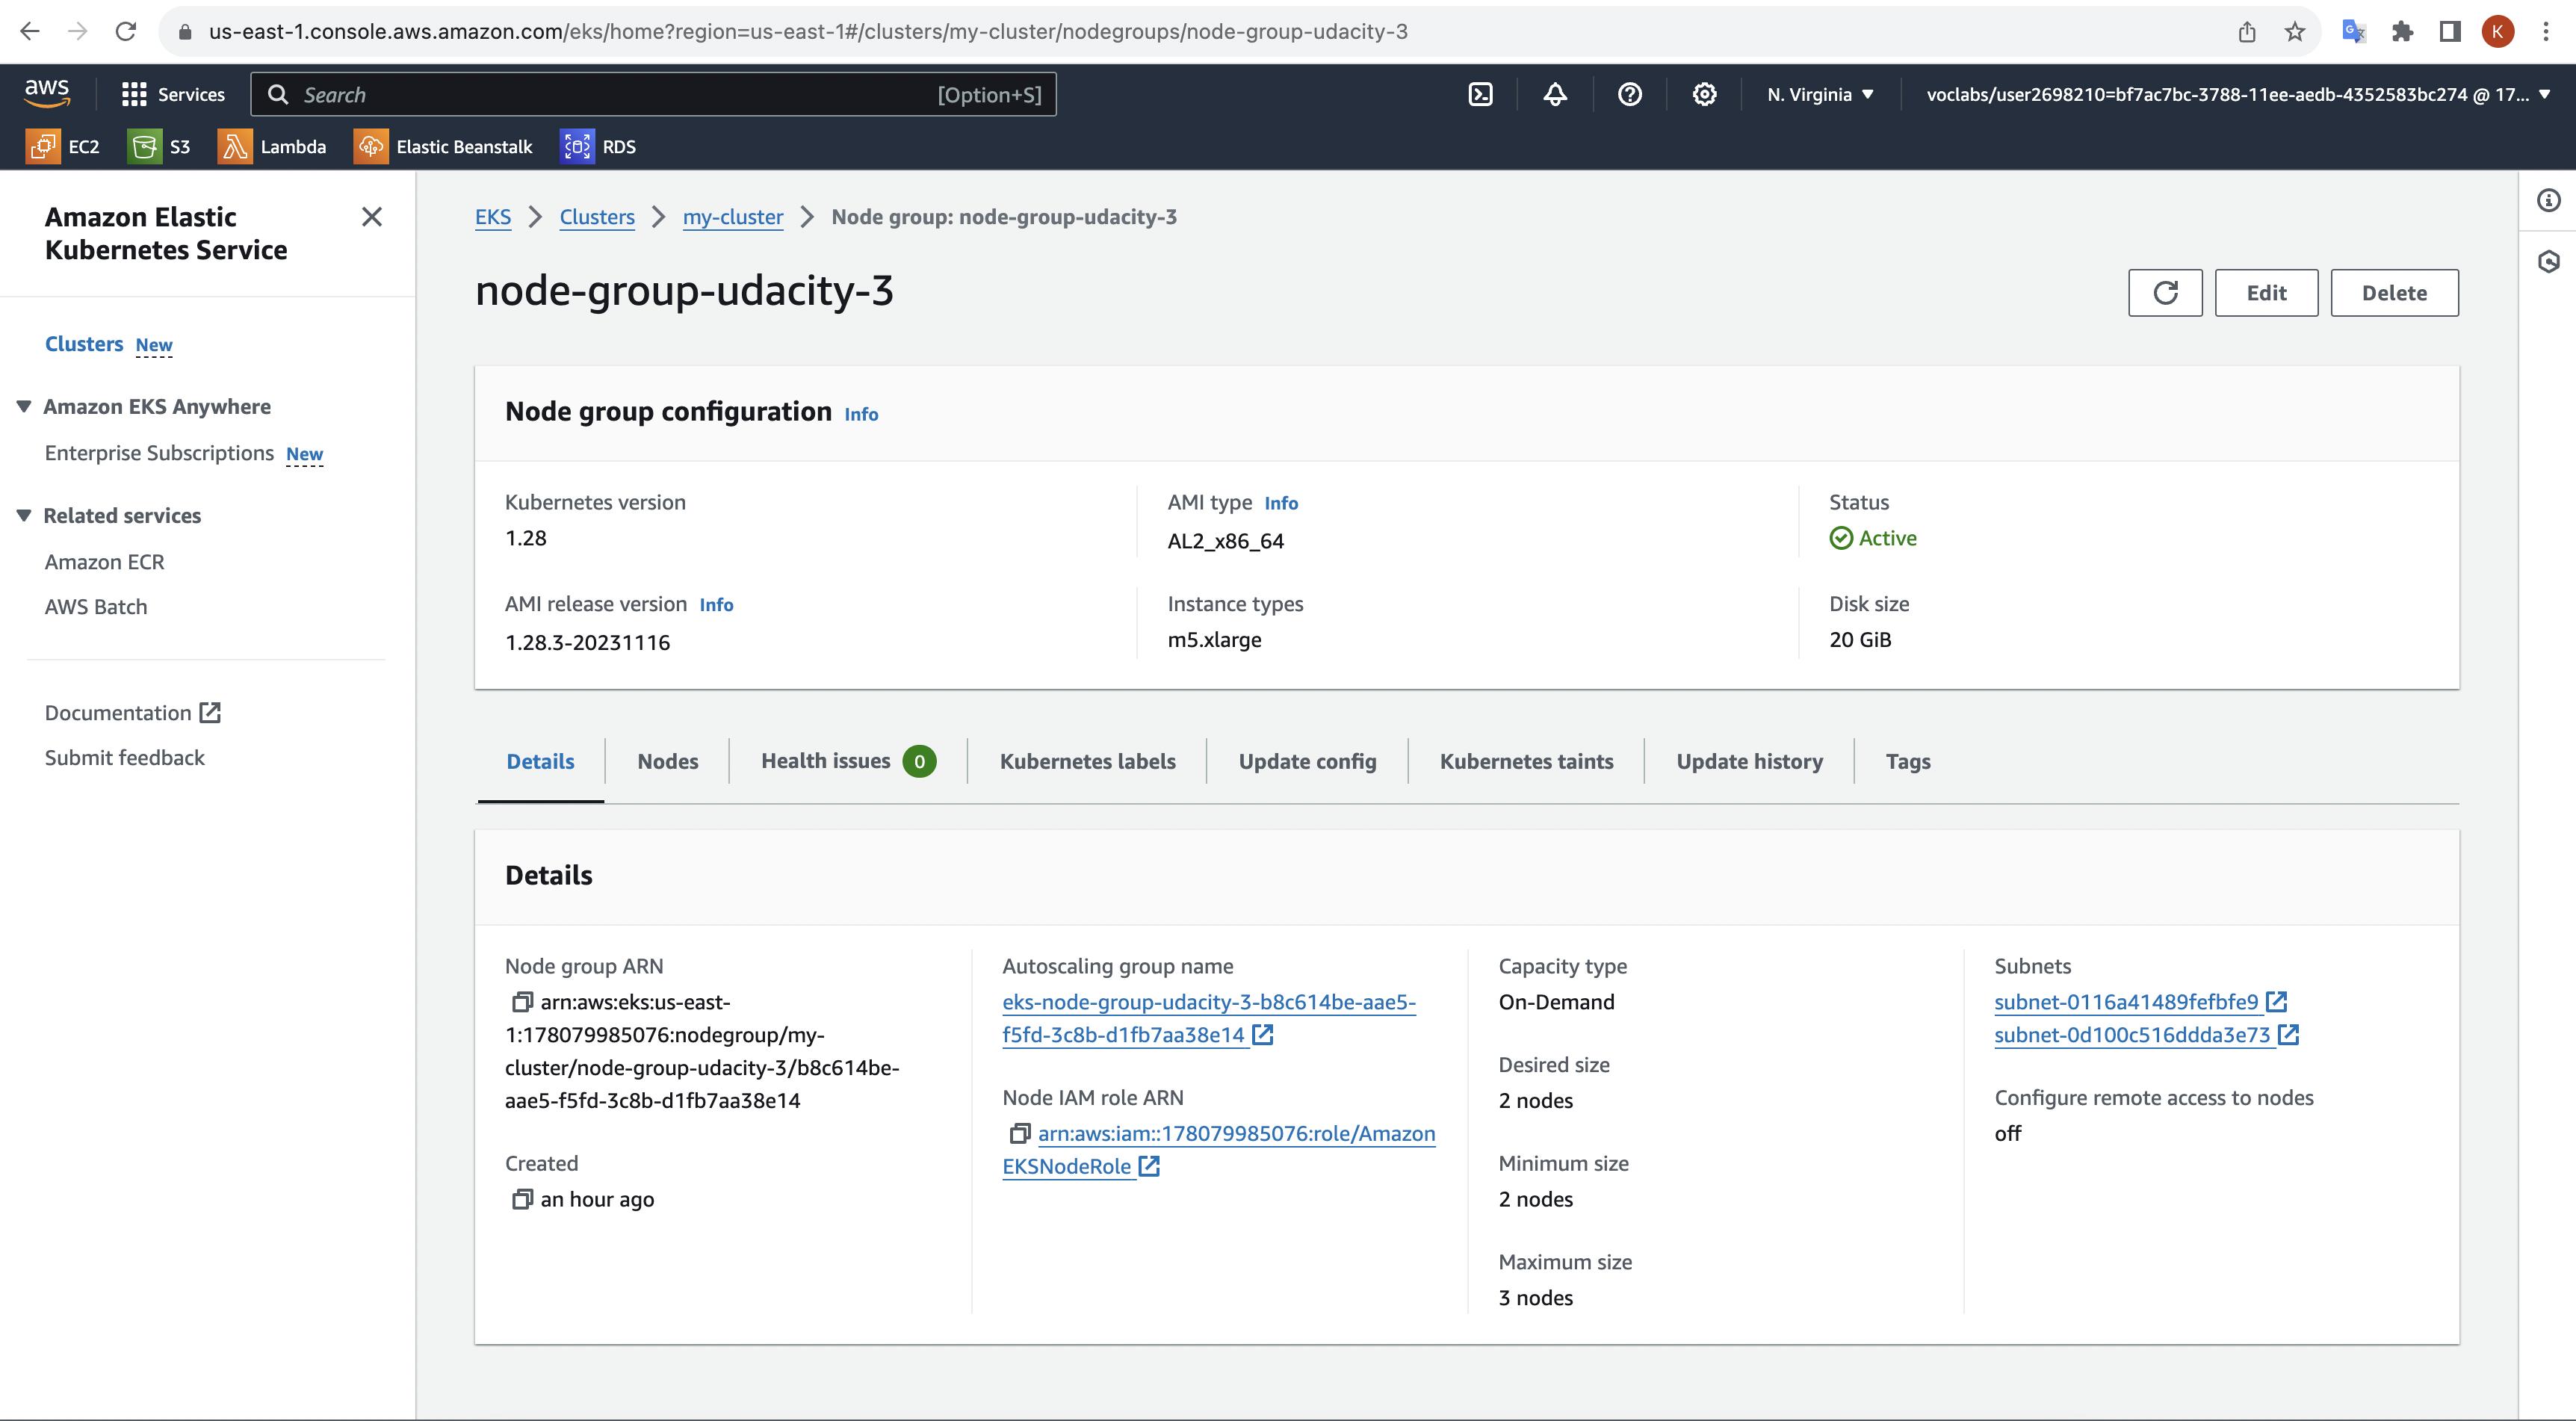 us-east-1.console.aws.amazon.com/eks/home?region=us-east-1#/clusters/my-cluster/nodegroups/node-group-udacity-3
K
aws
Services
Search
[Option+S]
N. Virginia
voclabs/user2698210=bf7ac7bc-3788-11ee-aedb-4352583bc274 @ 17...
EC2
S3
Lambda
Elastic Beanstalk
RDS
Amazon Elastic
Kubernetes Service
Clusters New
Amazon EKS Anywhere
Enterprise Subscriptions New
Related services
Amazon ECR
AWS Batch
Documentation
Submit feedback
EKS
Clusters
my-cluster
Node group: node-group-udacity-3
node-group-udacity-3
Edit
Delete
Node group configuration Info
Kubernetes version
1.28
AMI type Info
AL2_x86_64
Status
Active
AMI release version Info
1.28.3-20231116
Instance types
m5.xlarge
Disk size
20 GiB
Details
Nodes
Health issues 0
Kubernetes labels
Update config
Kubernetes taints
Update history
Tags
Details
Node group ARN
arn:aws:eks:us-east-
1:178079985076:nodegroup/my-
cluster/node-group-udacity-3/b8c614be-
aae5-f5fd-3c8b-d1fb7aa38e14
Created
an hour ago
Autoscaling group name
eks-node-group-udacity-3-b8c614be-aae5-
f5fd-3c8b-d1fb7aa38e14
Node IAM role ARN
arn:aws:iam::178079985076:role/Amazon
EKSNodeRole
Capacity type
On-Demand
Desired size
2 nodes
Minimum size
2 nodes
Maximum size
3 nodes
Subnets
subnet-0116a41489fefbfe9
subnet-0d100c516ddda3e73
Configure remote access to nodes
off